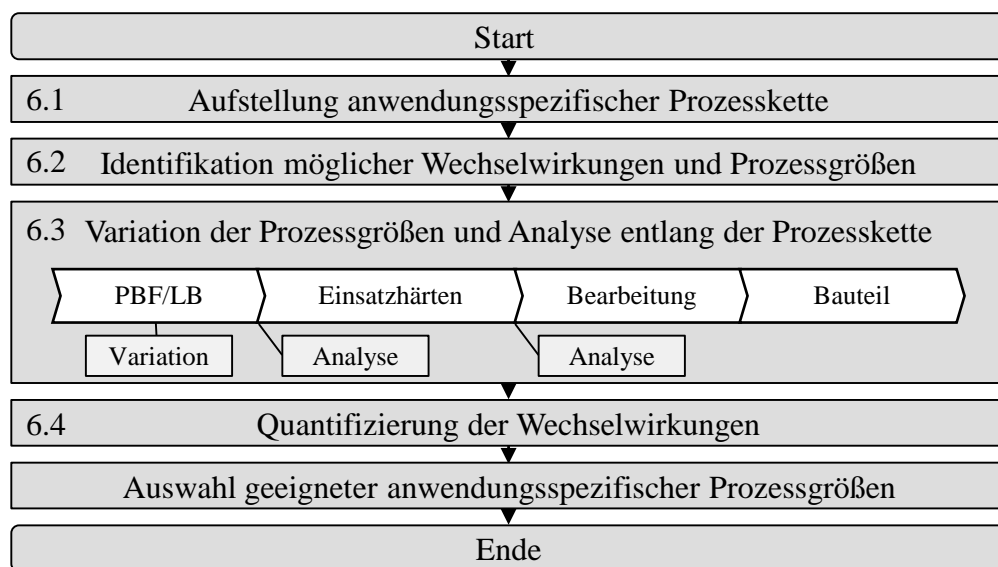 Start
6.1 Aufstellung anwendungsspezifischer Prozesskette
6.2 Identifikation möglicher Wechselwirkungen und Prozessgrößen
6.3 Variation der Prozessgrößen und Analyse entlang der Prozesskette
PBF/LB Einsatzhärten Bearbeitung Bauteil
Variation Analyse Analyse
6.4 Quantifizierung der Wechselwirkungen
Auswahl geeigneter anwendungsspezifischer Prozessgrößen
Ende